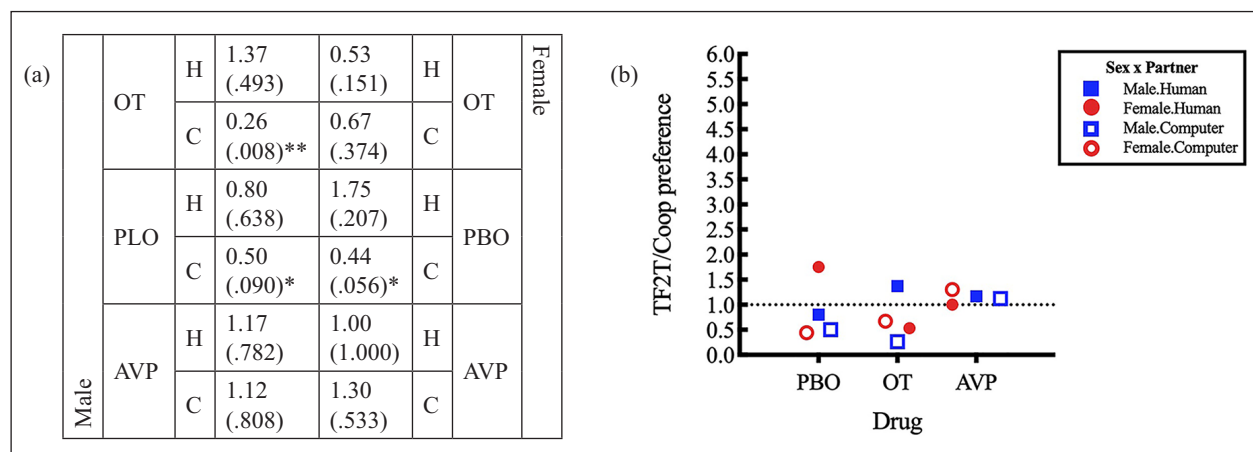 (a)
Male
OT
H
1.37
(.493)
0.53
(.151)
H
OT
Female
C
0.26
(.008)**
0.67
(.374)
C
PLO
H
0.80
(.638)
1.75
(.207)
H
PBO
C
0.50
(.090)*
0.44
(.056)*
C
AVP
H
1.17
(.782)
1.00
(1.000)
H
AVP
C
1.12
(.808)
1.30
(.533)
C
(b)
TF2T/Coop preference
6.0
5.5
5.0
4.5
4.0
3.5
3.0
2.5
2.0
1.5
1.0
0.5
0.0
PBO OT AVP
Drug
Sex x Partner
Male.Human
Female.Human
Male.Computer
Female.Computer